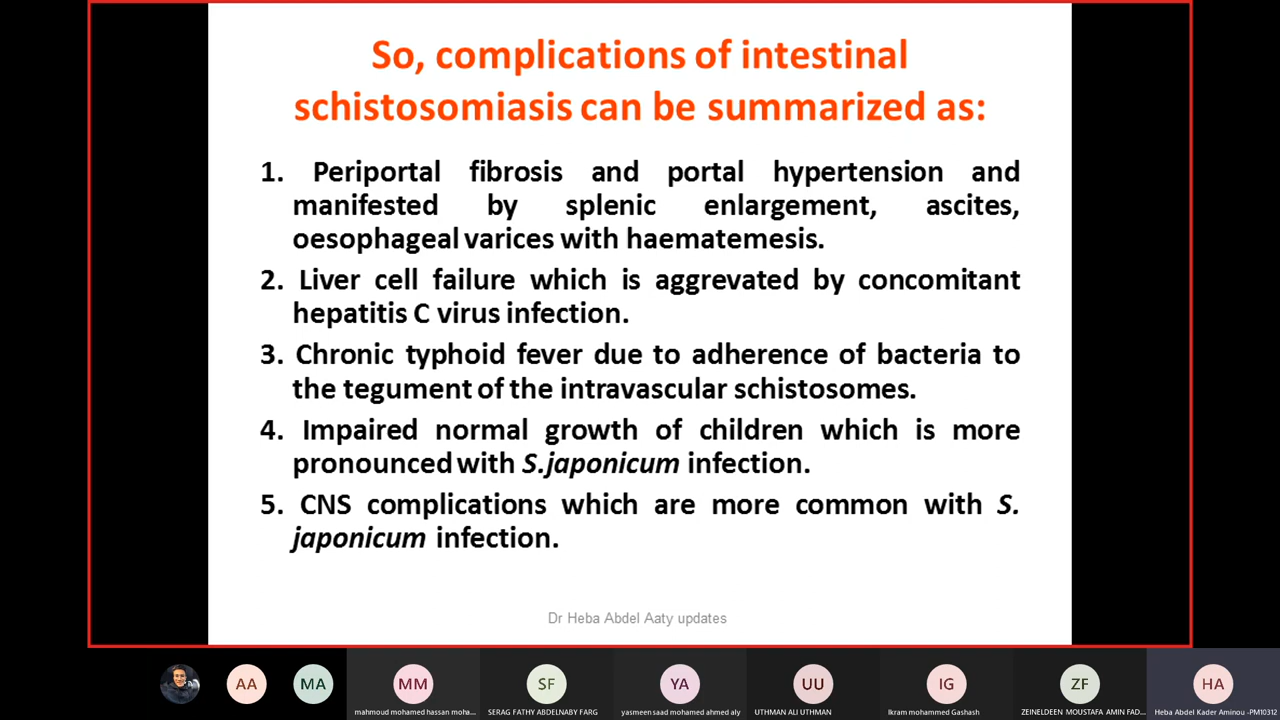 So, complications of intestinal
schistosomiasis can be summarized as:
1. Periportal fibrosis and portal hypertension and
manifested by splenic enlargement, ascites,
oesophageal varices with haematemesis.
2. Liver cell failure which is aggrevated by concomitant
hepatitis C virus infection.
3. Chronic typhoid fever due to adherence of bacteria to
the tegument of the intravascular schistosomes.
4. Impaired normal growth of children which is more
pronounced with S.japonicum infection.
5. CNS complications which are more common with S.
japonicum infection.
Dr Heba Abdel Aaty updates
AA MA MM SF YA UU IG ZF HA
mahmoud mohamed hassan moha... SERAG FATHY ABDELNABY FARG yasmeen saad mohamed ahmed aly UTHMAN ALI UTHMAN Ikram mohammed Gashash ZEINELDEEN MOUSTAFA AMIN FAD... Heba Abdel Kader Aminou -PM10312